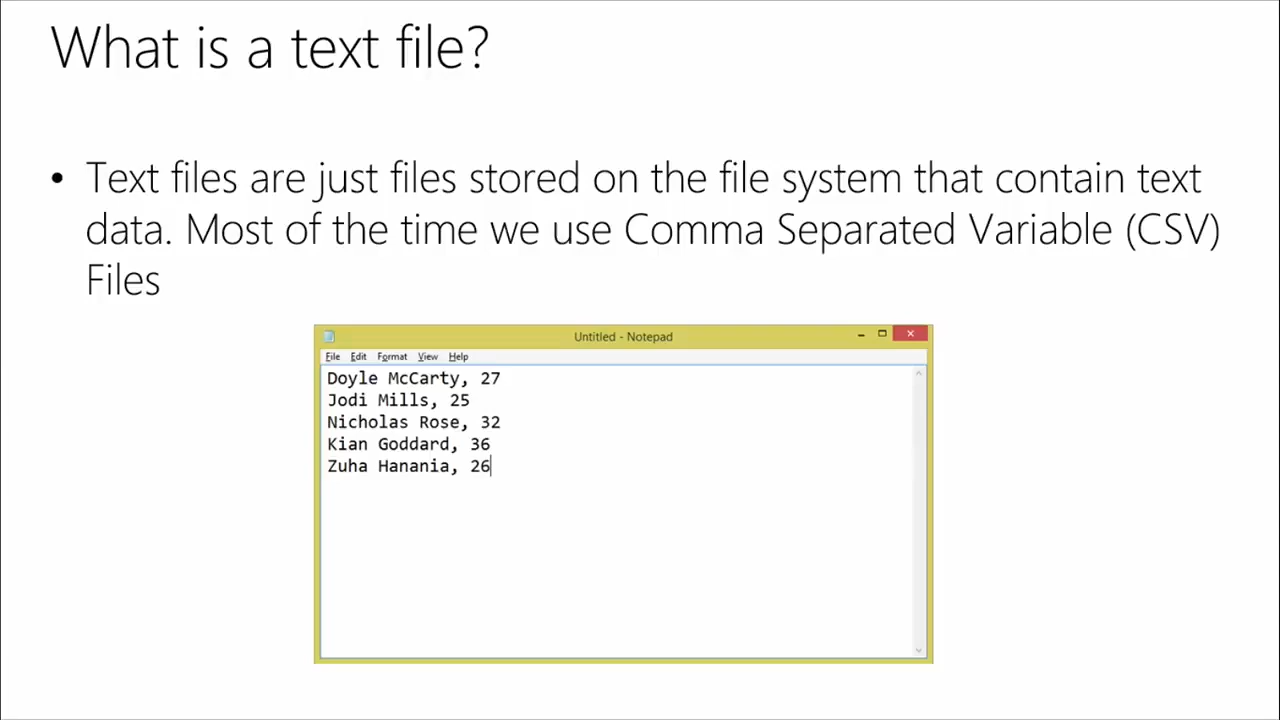 What is a text file?
• Text files are just files stored on the file system that contain text
data. Most of the time we use Comma Separated Variable (CSV)
Files
Untitled - Notepad
File Edit Format View Help
Doyle McCarty, 27
Jodi Mills, 25
Nicholas Rose, 32
Kian Goddard, 36
Zuha Hanania, 26